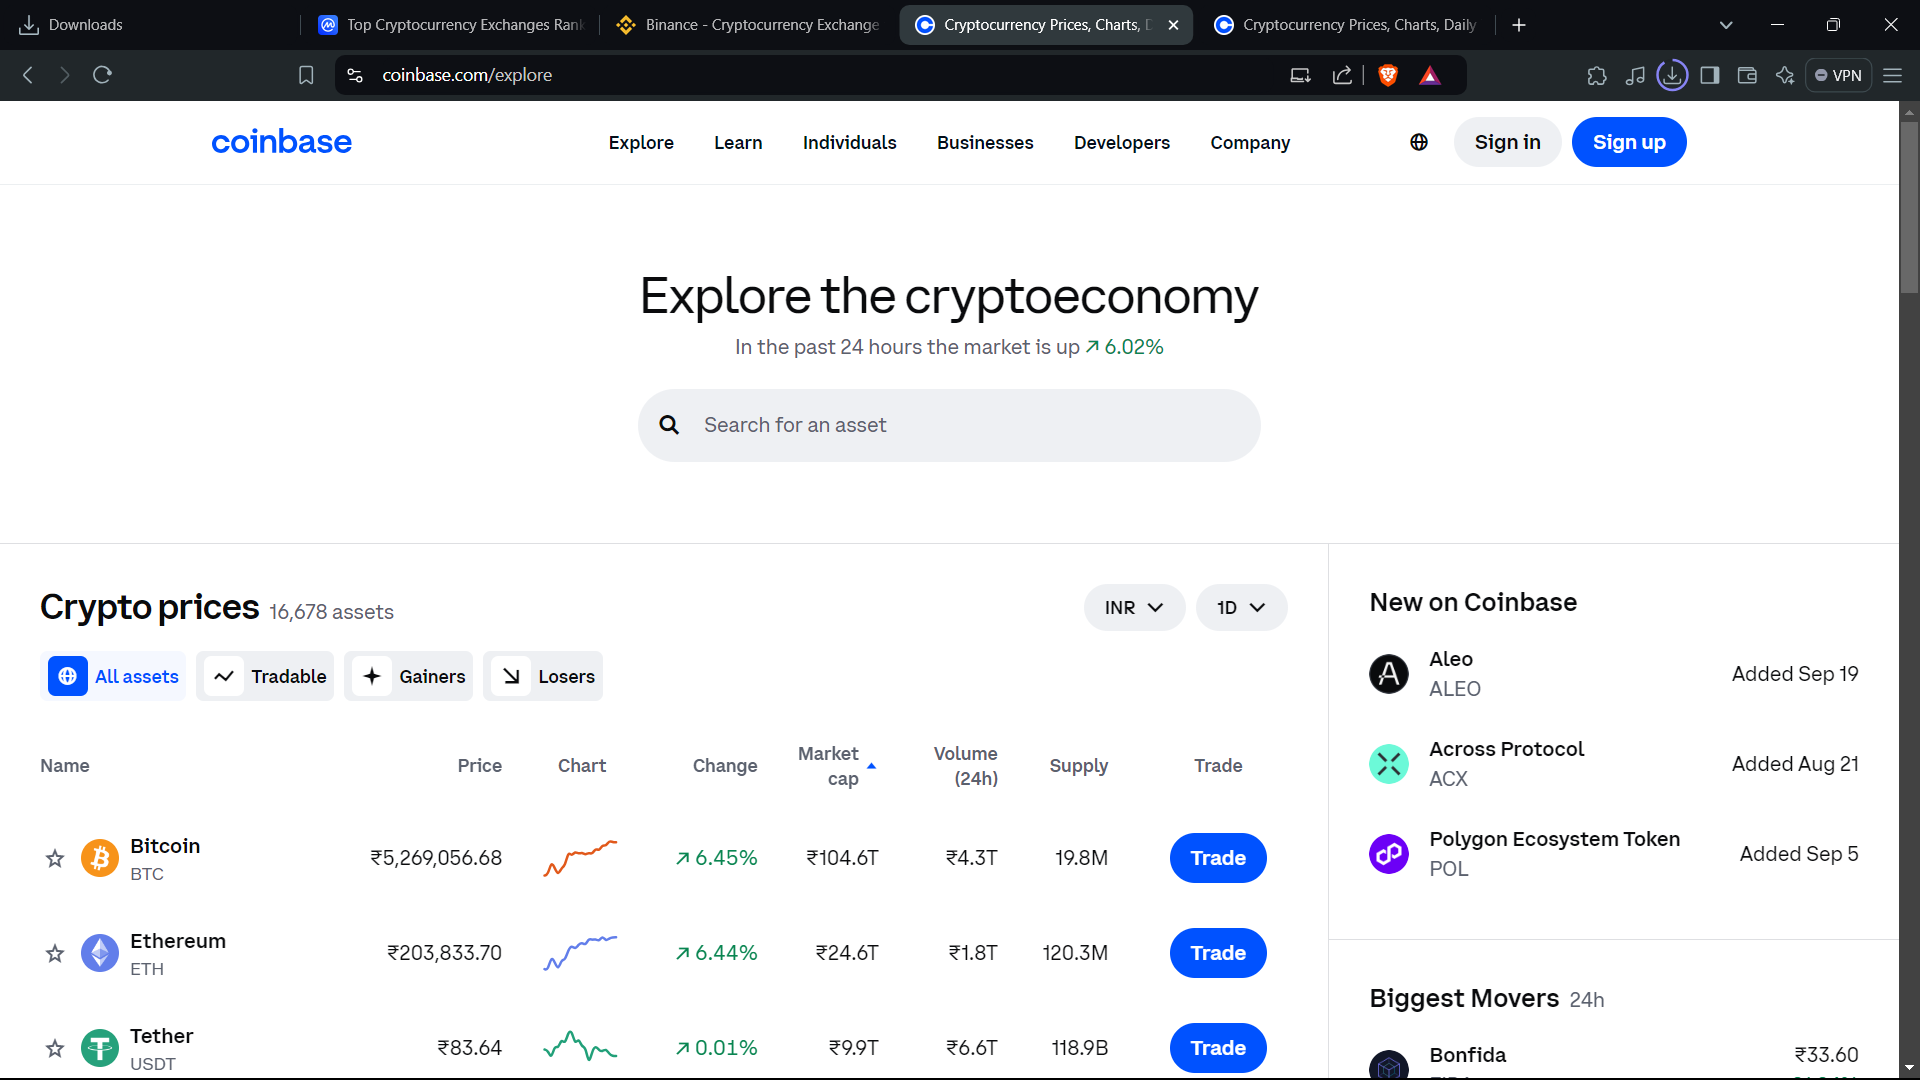 Downloads
Top Cryptocurrency Exchanges Rank
Binance - Cryptocurrency Exchange
Cryptocurrency Prices, Charts, D
Cryptocurrency Prices, Charts, Daily
coinbase.com/explore
VPN
coinbase
Explore
Learn
Individuals
Businesses
Developers
Company
Sign in
Sign up
Explore the cryptoeconomy
In the past 24 hours the market is up ↗ 6.02%
Search for an asset
Crypto prices 16,678 assets
INR
1D
All assets
Tradable
Gainers
Losers
Name
Price
Chart
Change
Market
cap
Volume
(24h)
Supply
Trade
Bitcoin
BTC
₹5,269,056.68
↗ 6.45%
₹104.6T
₹4.3T
19.8M
Trade
Ethereum
ETH
₹203,833.70
↗ 6.44%
₹24.6T
₹1.8T
120.3M
Trade
Tether
USDT
₹83.64
↗ 0.01%
₹9.9T
₹6.6T
118.9B
Trade
New on Coinbase
Aleo
ALEO
Added Sep 19
Across Protocol
ACX
Added Aug 21
Polygon Ecosystem Token
POL
Added Sep 5
Biggest Movers 24h
Bonfida
₹33.60